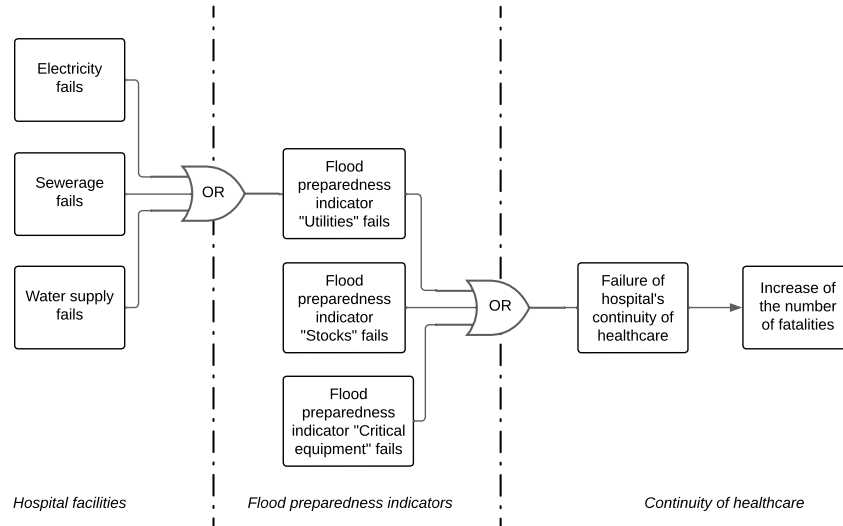 Electricity
fails
Sewerage
fails
Water supply
fails
OR
Flood
preparedness
indicator
"Utilities" fails
Flood
preparedness
indicator
"Stocks" fails
Flood
preparedness
indicator "Critical
equipment" fails
OR
Failure of
hospital's
continuity of
healthcare
Increase of
the number
of fatalities
Hospital facilities
Flood preparedness indicators
Continuity of healthcare